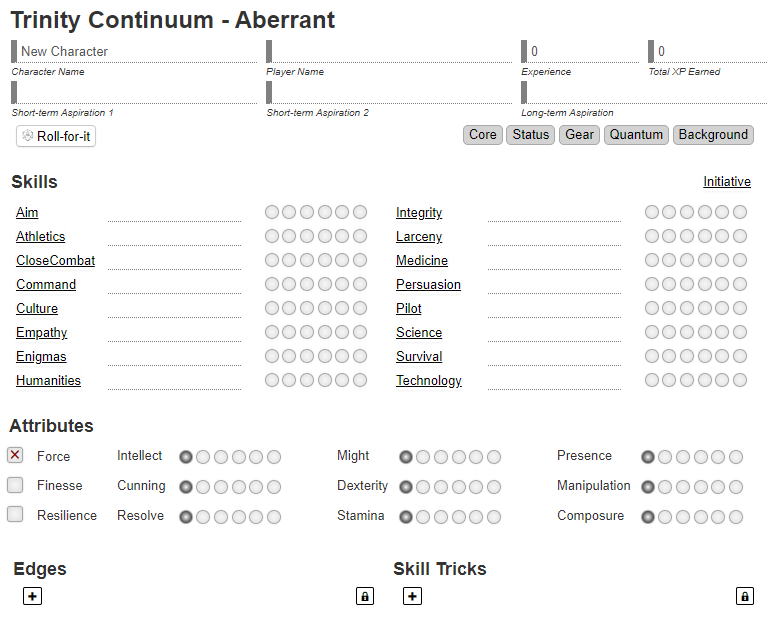 Trinity Continuum - Aberrant
New Character 0 0
Character Name Player Name Experience Total XP Earned
Short-term Aspiration 1 Short-term Aspiration 2 Long-term Aspiration
Roll-for-it Core Status Gear Quantum Background
Skills Initiative
Aim Integrity
Athletics Larceny
CloseCombat Medicine
Command Persuasion
Culture Pilot
Empathy Science
Enigmas Survival
Humanities Technology
Attributes
Force Intellect Might Presence
Finesse Cunning Dexterity Manipulation
Resilience Resolve Stamina Composure
Edges Skill Tricks
+ +